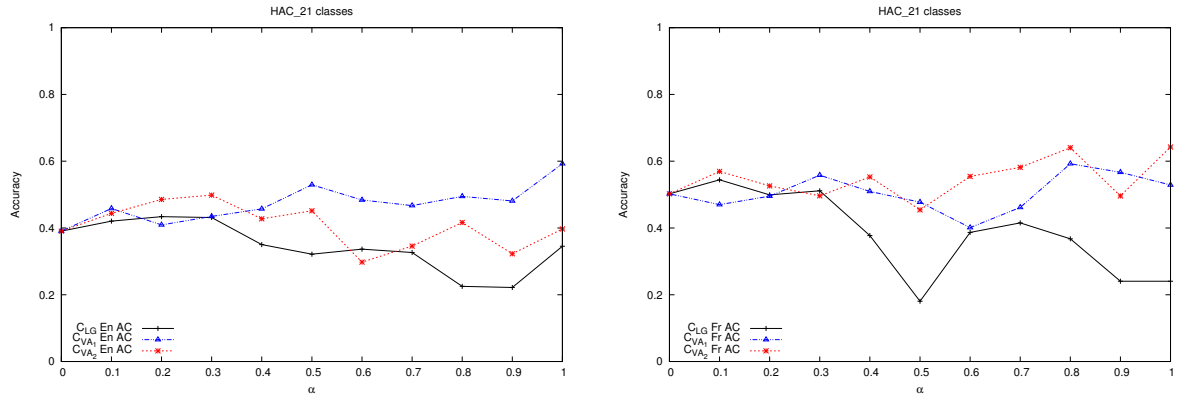 HAC_21 classes
1
0.8
0.6
0.4
0.2
0
Accuracy
C_LG En AC
C_VA₁ En AC
C_VA₂ En AC
0 0.1 0.2 0.3 0.4 0.5 0.6 0.7 0.8 0.9 1
α
HAC_21 classes
1
0.8
0.6
0.4
0.2
0
Accuracy
C_LG Fr AC
C_VA₁ Fr AC
C_VA₂ Fr AC
0 0.1 0.2 0.3 0.4 0.5 0.6 0.7 0.8 0.9 1
α